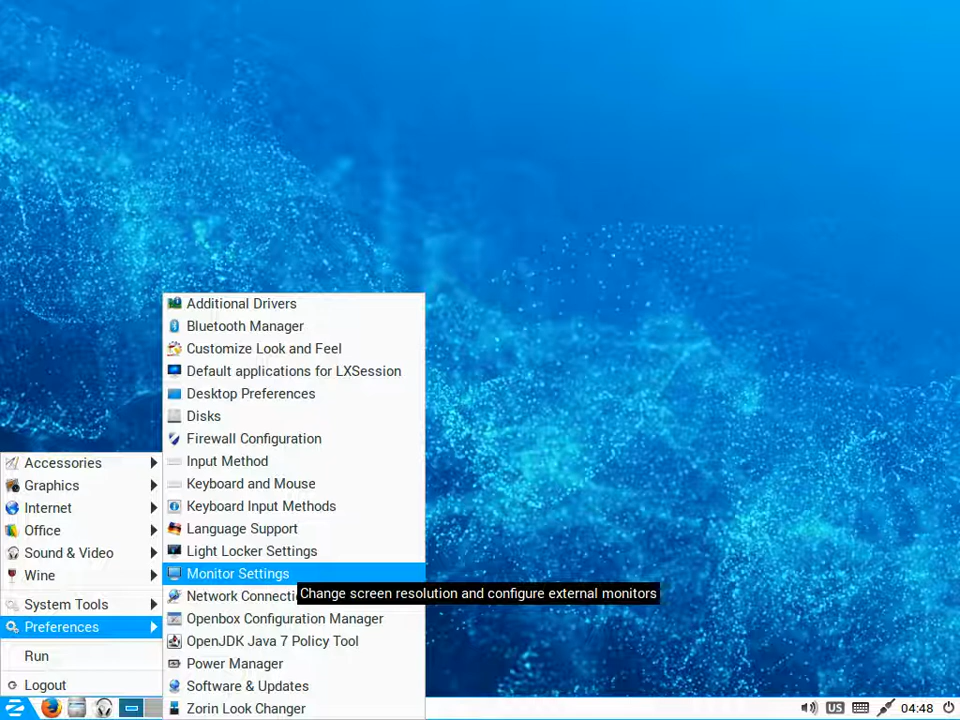 Additional Drivers
Bluetooth Manager
Customize Look and Feel
Default applications for LXSession
Desktop Preferences
Disks
Firewall Configuration
Input Method
Keyboard and Mouse
Keyboard Input Methods
Language Support
Light Locker Settings
Monitor Settings
Network Connecti
Change screen resolution and configure external monitors
Openbox Configuration Manager
OpenJDK Java 7 Policy Tool
Power Manager
Software & Updates
Zorin Look Changer
Accessories
Graphics
Internet
Office
Sound & Video
Wine
System Tools
Preferences
Run
Logout
US
04:48